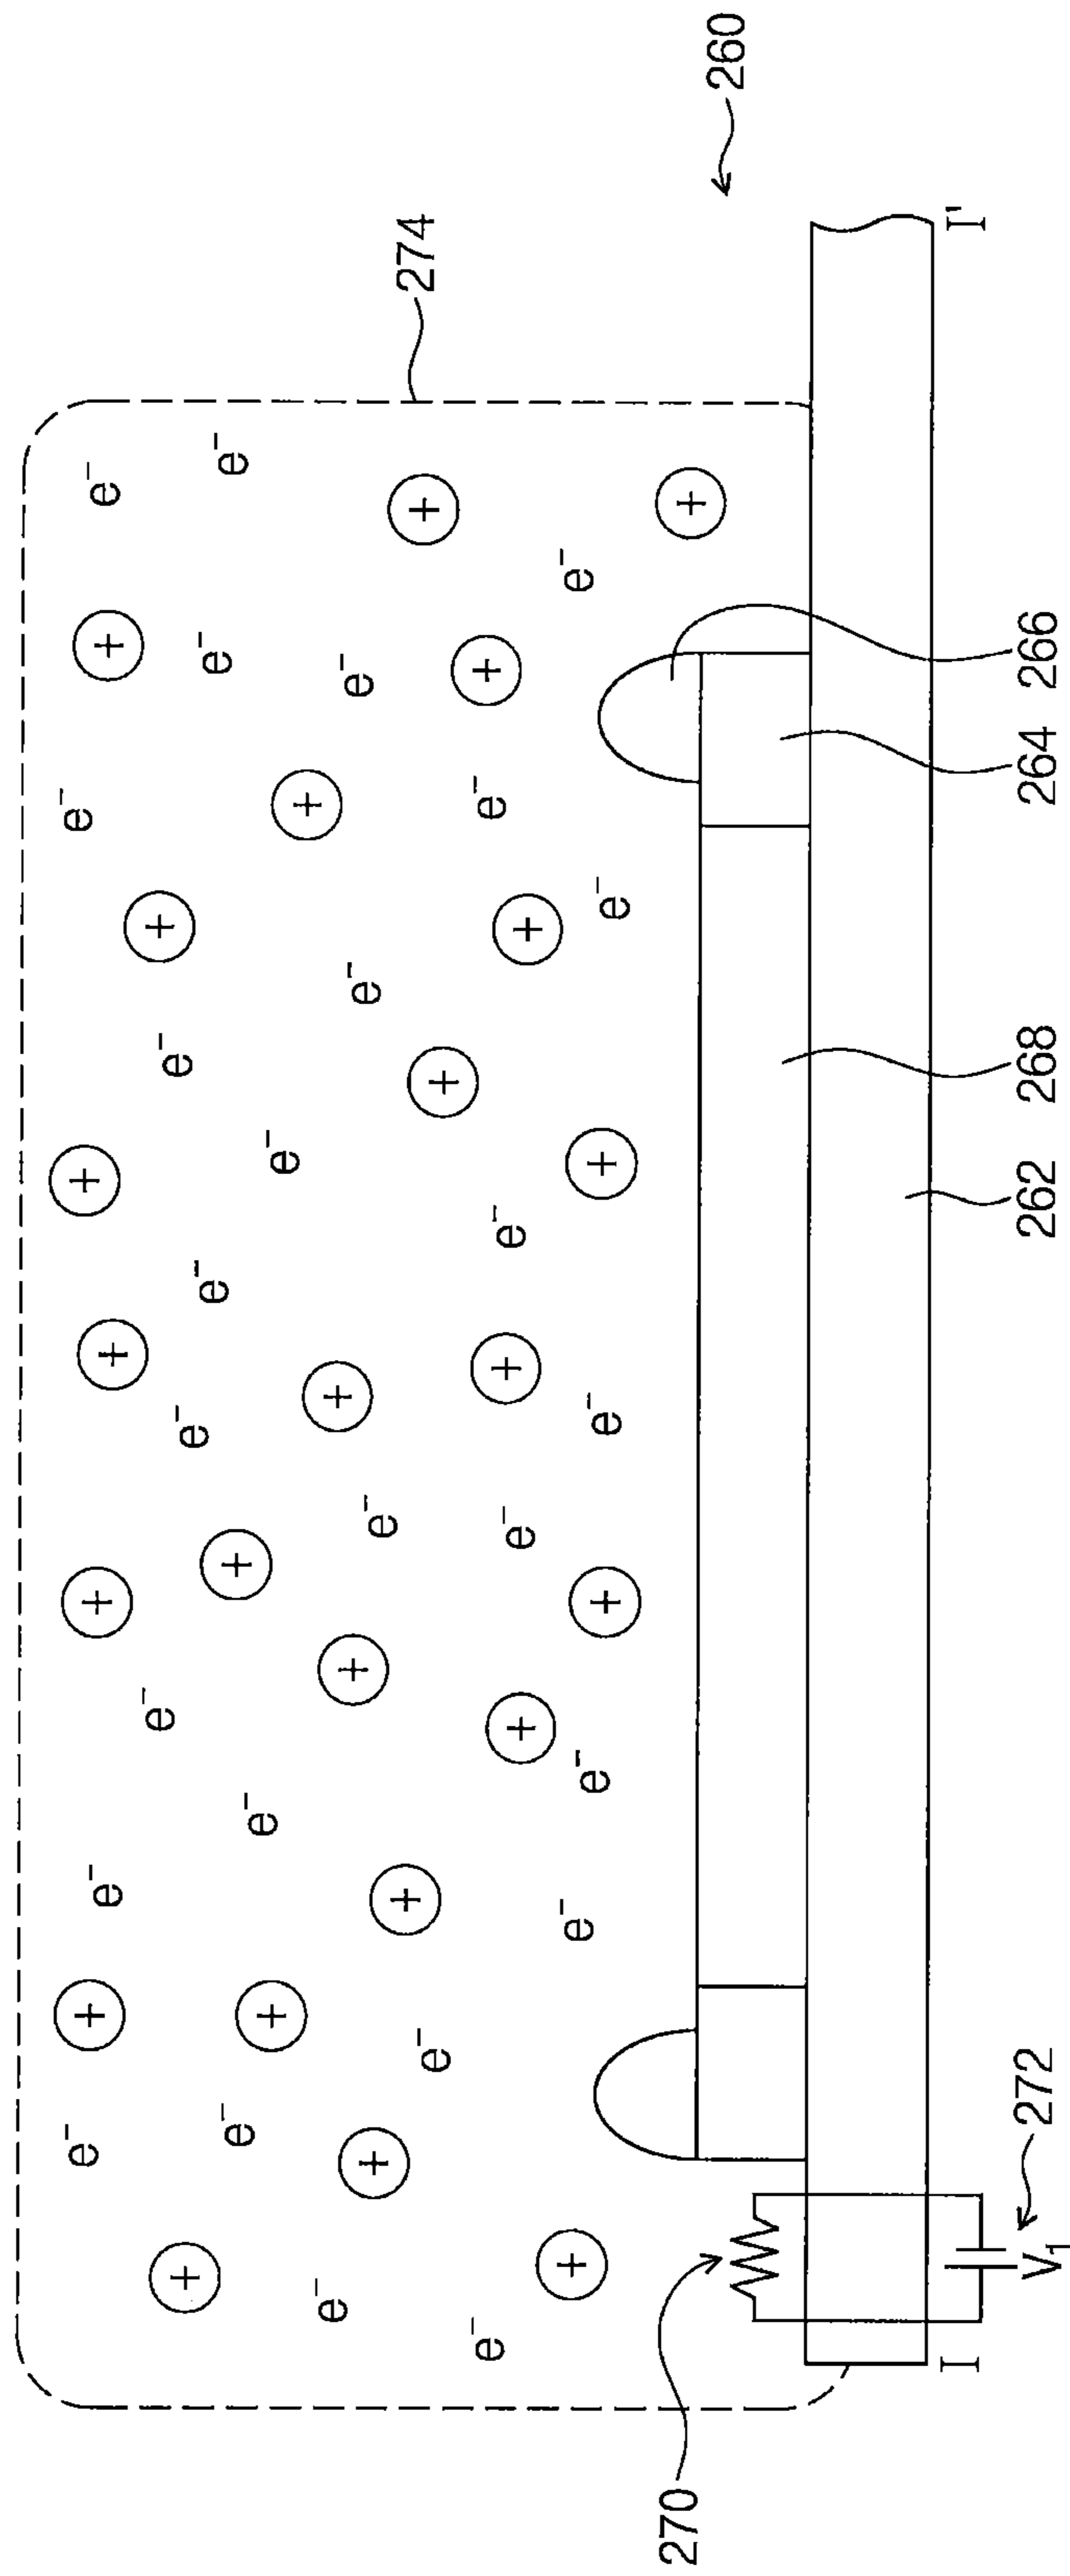 e⁻ + e⁻ + + + e⁻ + e⁻
+ e⁻ e⁻ + e⁻ e⁻ e⁻ + e⁻ e⁻
e⁻ + + e⁻ + e⁻ + e⁻ e⁻ + e⁻
274
e⁻ e⁻ + + e⁻ + e⁻ + + e⁻ + +
+ e⁻ e⁻ + e⁻ + e⁻ e⁻ +
270
260
I
I'
V1
272
262
268
264
266